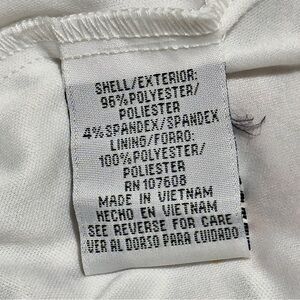 SHELL/EXTERIOR:
96% POLYESTER/
POLIESTER
4% SPANDEX/SPANDEX
LINING/FORRO:
100% POLYESTER/
POLIESTER
RN 107608
MADE IN VIETNAM
HECHO EN VIETNAM
SEE REVERSE FOR CARE
VER AL DORSO PARA CUIDADO